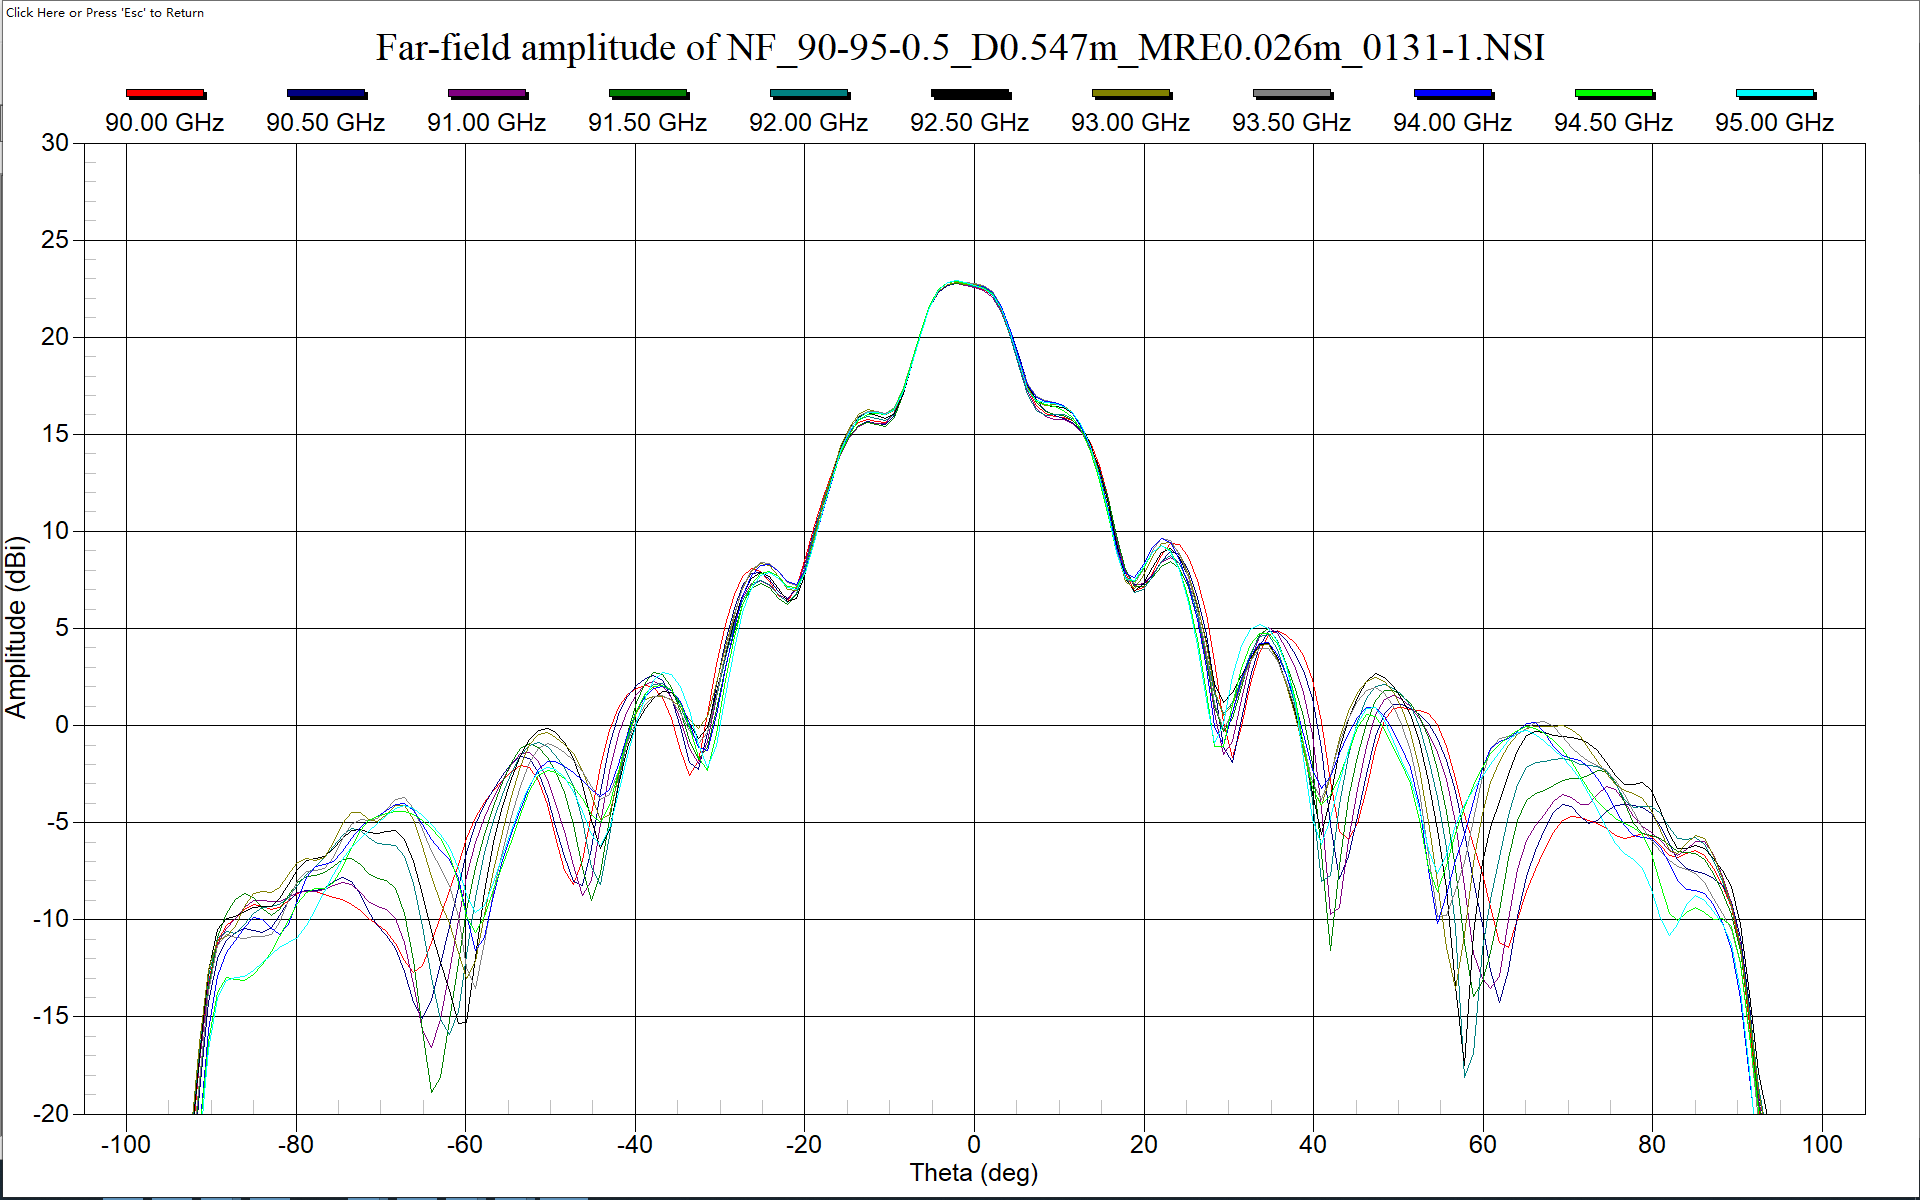 Click Here or Press 'Esc' to Return
Far-field amplitude of NF_90-95-0.5_D0.547m_MRE0.026m_0131-1.NSI
90.00 GHz 90.50 GHz 91.00 GHz 91.50 GHz 92.00 GHz 92.50 GHz 93.00 GHz 93.50 GHz 94.00 GHz 94.50 GHz 95.00 GHz
30
25
20
15
10
5
0
-5
-10
-15
-20
Amplitude (dBi)
-100 -80 -60 -40 -20 0 20 40 60 80 100
Theta (deg)